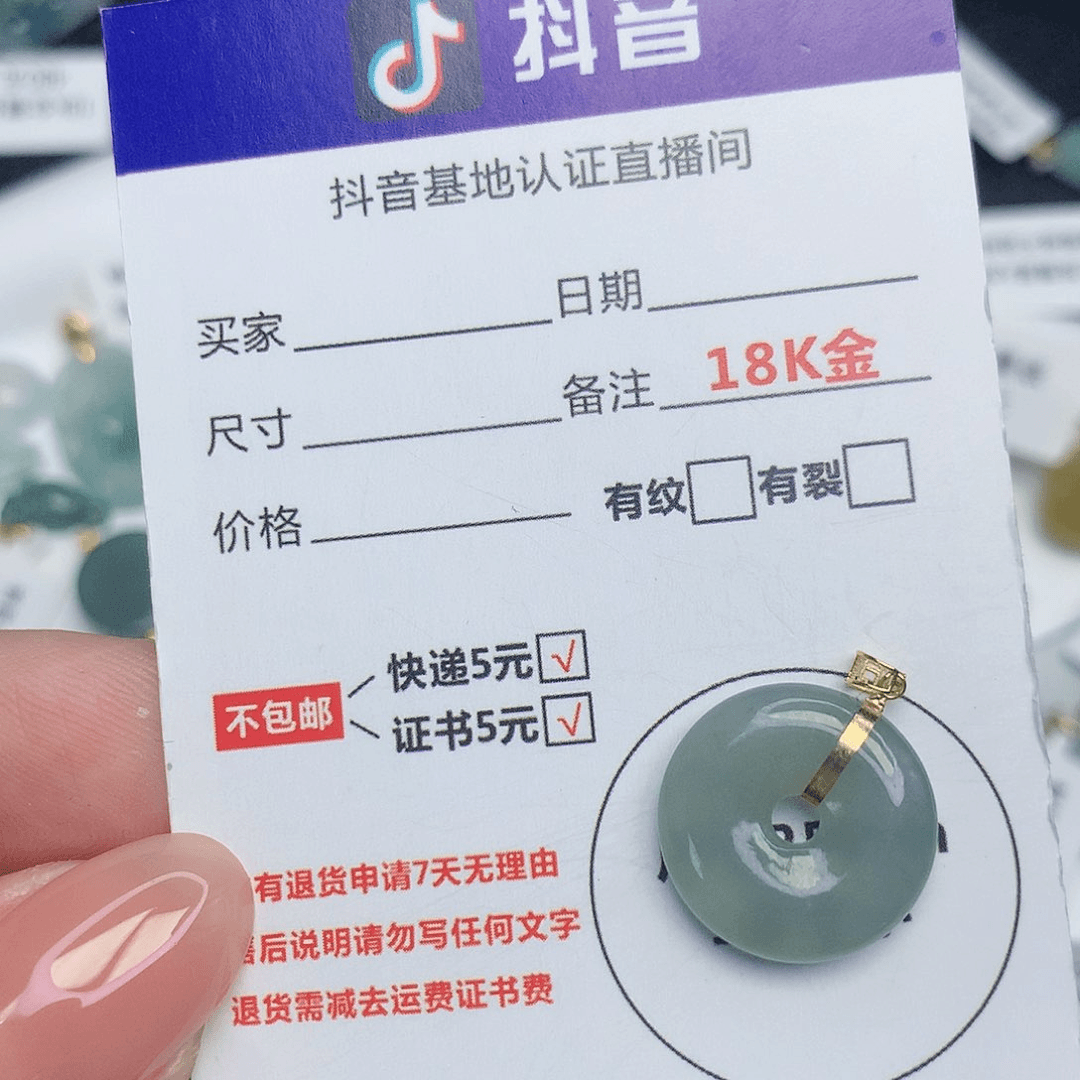 抖音
抖音基地认证直播间
买家 日期
尺寸 备注 18K金
价格 有纹 有裂
不包邮
快递5元 √
证书5元 √
有退货申请7天无理由
售后说明请勿写任何文字
退货需减去运费证书费